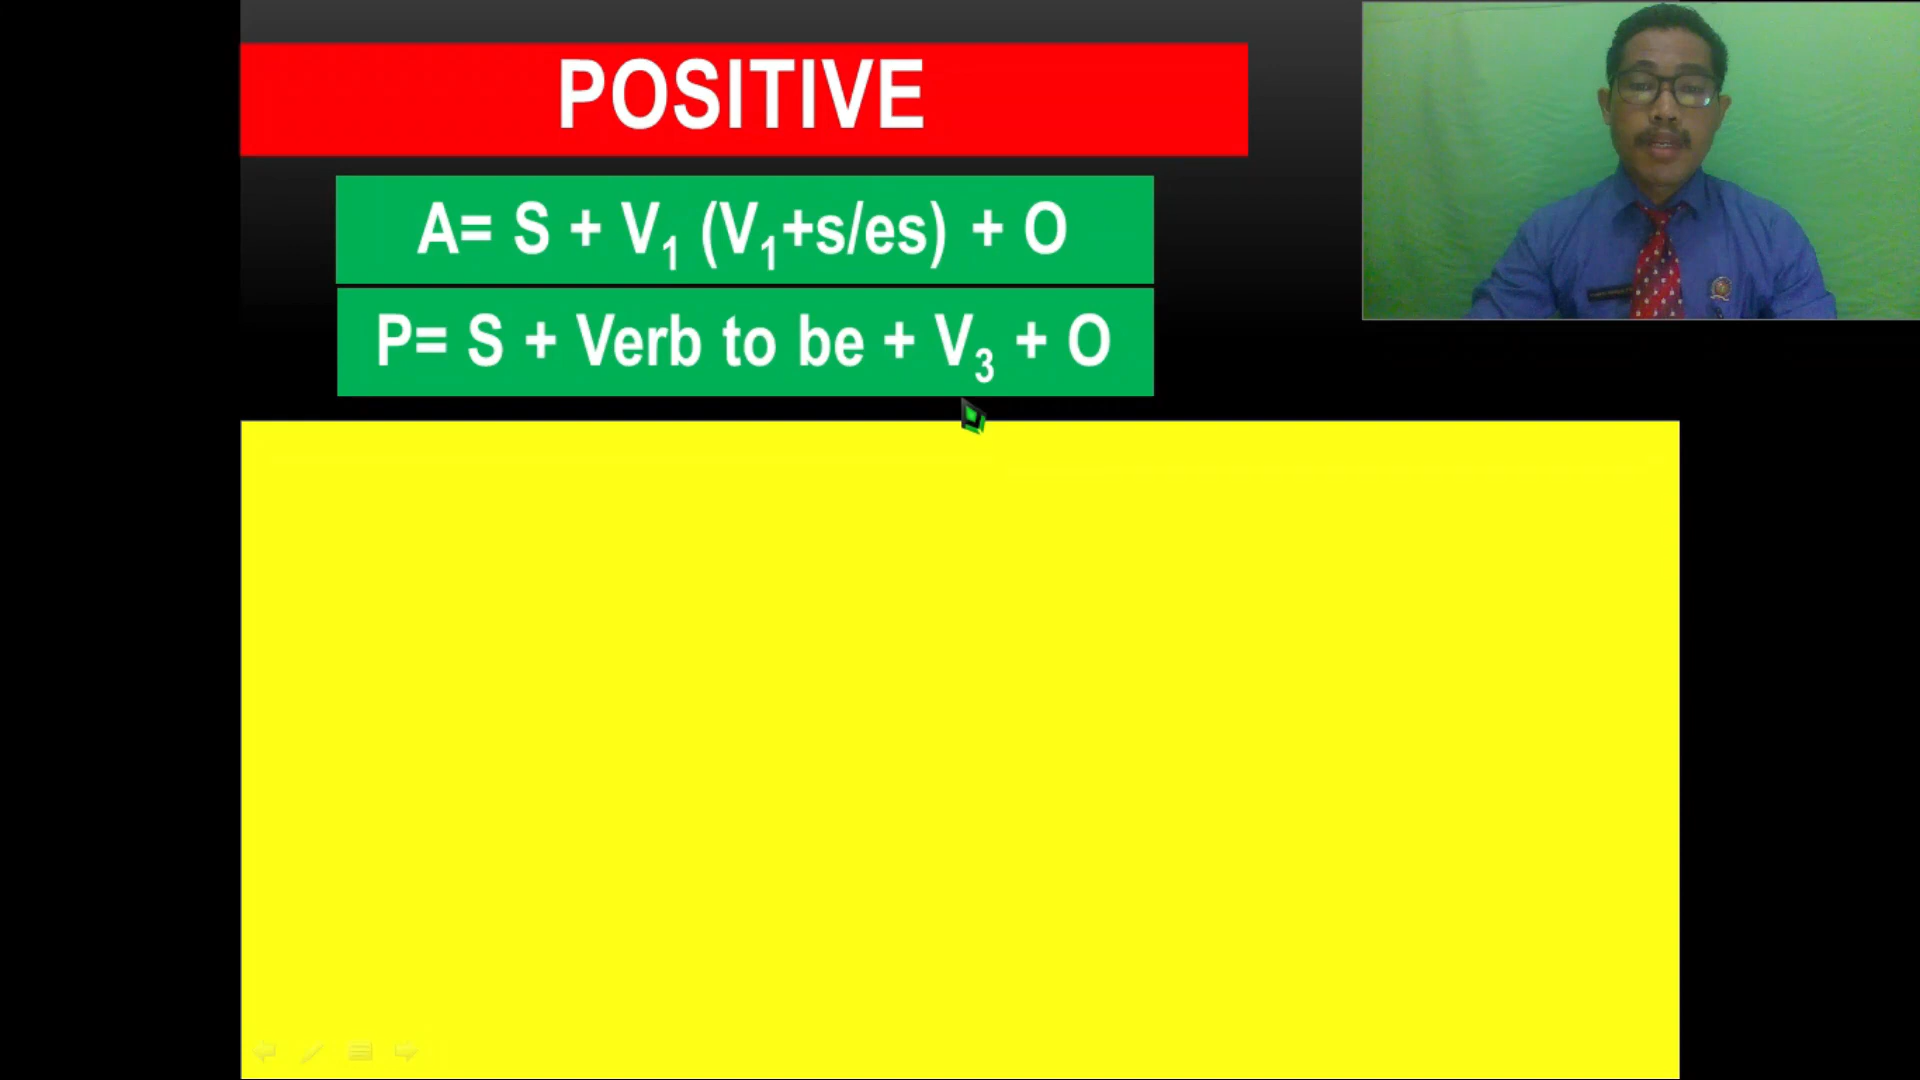 POSITIVE
A= S + V₁ (V₁+s/es) + O
P= S + Verb to be + V₃ + O